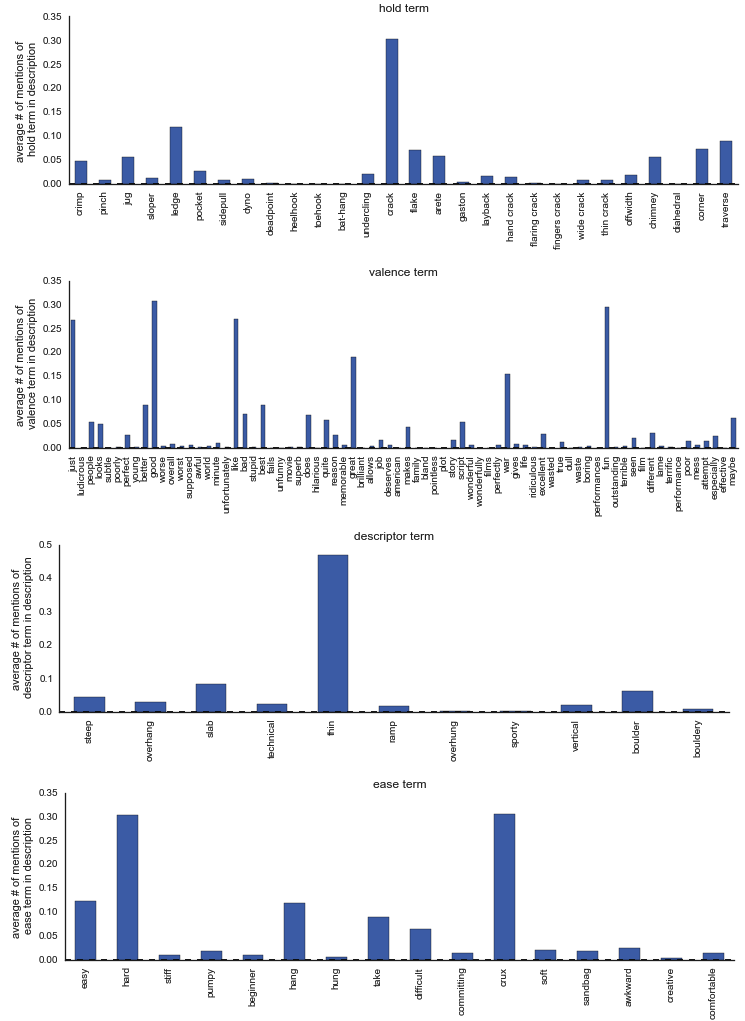 hold term
average # of mentions of
hold term in description
0.35
0.30
0.25
0.20
0.15
0.10
0.05
0.00
crimp
pinch
jug
sloper
ledge
pocket
sidepull
dyno
deadpoint
heelhook
toehook
bat-hang
undercling
crack
flake
arete
gaston
layback
hand crack
flaring crack
fingers crack
wide crack
thin crack
offwidth
chimney
diahedral
corner
traverse
valence term
average # of mentions of
valence term in description
0.35
0.30
0.25
0.20
0.15
0.10
0.05
0.00
just
ludicrous
people
looks
subtle
poorly
perfect
young
better
good
worse
overall
worst
supposed
awful
world
minute
unfortunately
like
bad
stupid
best
fails
unfunny
movie
superb
does
hilarious
quite
reason
memorable
great
brilliant
allows
job
deserves
american
makes
family
bland
pointless
plot
story
script
wonderful
wonderfully
films
perfectly
war
gives
life
ridiculous
excellent
wasted
true
dull
waste
boring
performances
fun
outstanding
terrible
seen
film
different
lame
terrific
performance
poor
mess
attempt
especially
effective
maybe
descriptor term
average # of mentions of
descriptor term in description
0.5
0.4
0.3
0.2
0.1
0.0
steep
overhang
slab
technical
thin
ramp
overhung
sporty
vertical
boulder
bouldery
ease term
average # of mentions of
ease term in description
0.35
0.30
0.25
0.20
0.15
0.10
0.05
0.00
easy
hard
stiff
pumpy
beginner
hang
hung
take
difficult
committing
crux
soft
sandbag
awkward
creative
comfortable